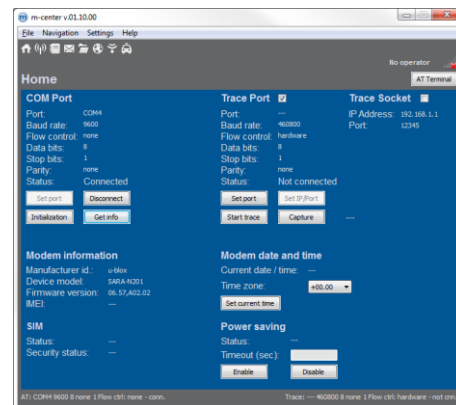 m-center v.01.10.00
File Navigation Settings Help
No operator
Home
AT Terminal
COM Port
Port: COM4
Baud rate: 9600
Flow control: none
Data bits: 8
Stop bits: 1
Parity: none
Status: Connected
Set port Disconnect
Initialization Get info
Trace Port
Port: ---
Baud rate: 460800
Flow control: hardware
Data bits: 8
Stop bits: 1
Parity: none
Status: Not connected
Set port Set IP/Port
Start trace Capture ---
Trace Socket
IP Address: 192.168.1.1
Port: 12345
Modem information
Manufacturer id.: u-blox
Device model: SARA-N201
Firmware version: 06.57,A02.02
IMEI: ---
Modem date and time
Current date / time: ---
Time zone: +00.00
Set current time
SIM
Status: ---
Security status: ---
Power saving
Status: ---
Timeout (sec):
Enable Disable
AT: COM4 9600 8 none 1 Flow ctrl: none - conn.
Trace: --- 460800 8 none 1 Flow ctrl: hardware - not cnn.